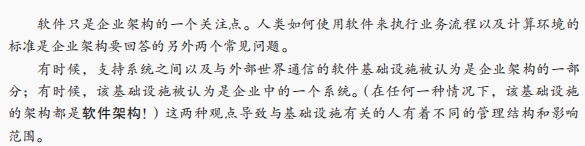 软件只是企业架构的一个关注点。人类如何使用软件来执行业务流程以及计算环境的
标准是企业架构要回答的另外两个常见问题。
有时候，支持系统之间以及与外部世界通信的软件基础设施被认为是企业架构的一部
分；有时候，该基础设施被认为是企业中的一个系统。(在任何一种情况下，该基础设施
的架构都是软件架构！) 这两种观点导致与基础设施有关的人有着不同的管理结构和影响
范围。